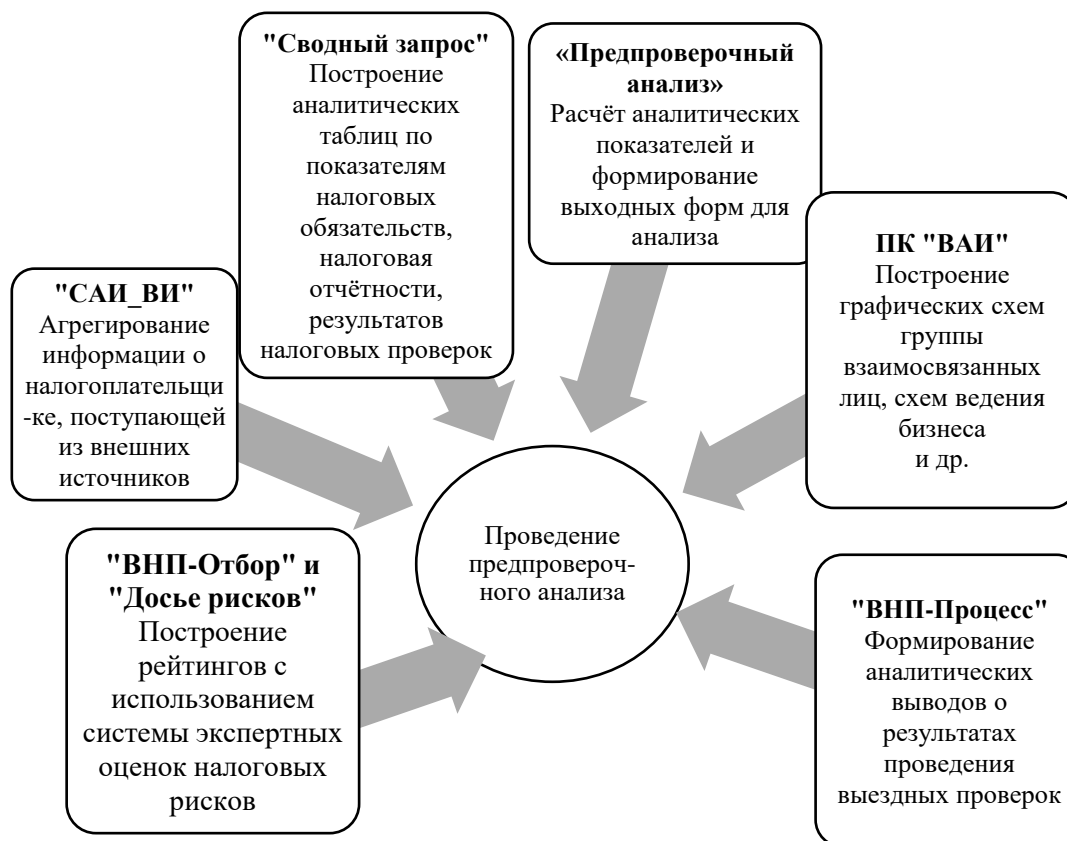 "Сводный запрос"
Построение
аналитических
таблиц по
показателям
налоговых
обязательств,
налоговая
отчётности,
результатов
налоговых проверок
«Предпроверочный
анализ»
Расчёт аналитических
показателей и
формирование
выходных форм для
анализа
ПК "ВАИ"
Построение
графических схем
группы
взаимосвязанных
лиц, схем ведения
бизнеса
и др.
"САИ_ВИ"
Агрегирование
информации о
налогоплательщи
-ке, поступающей
из внешних
источников
Проведение
предпровероч-
ного анализа
"ВНП-Отбор" и
"Досье рисков"
Построение
рейтингов с
использованием
системы экспертных
оценок налоговых
рисков
"ВНП-Процесс"
Формирование
аналитических
выводов о
результатах
проведения
выездных проверок